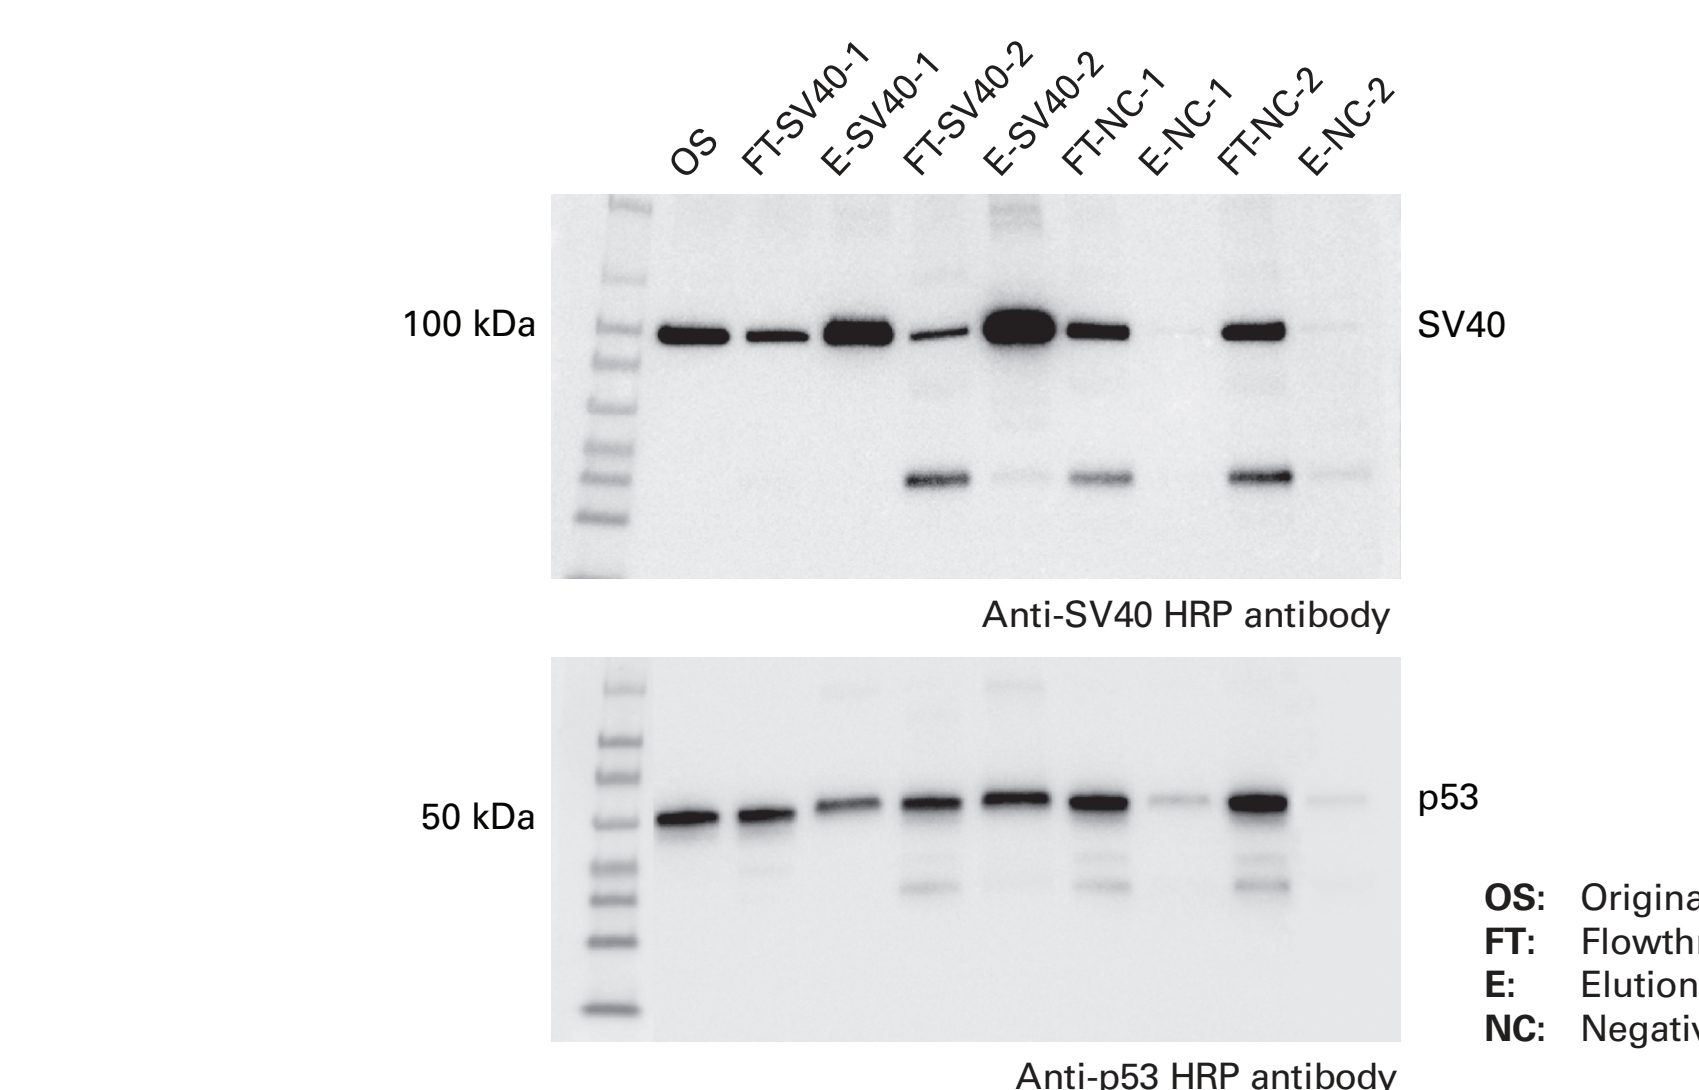 OS FT-SV40-1 E-SV40-1 FT-SV40-2 E-SV40-2 FT-NC-1 E-NC-1 FT-NC-2 E-NC-2
100 kDa SV40
Anti-SV40 HRP antibody
50 kDa p53
OS:
FT:
E: Elution
NC:
Anti-p53 HRP antibody